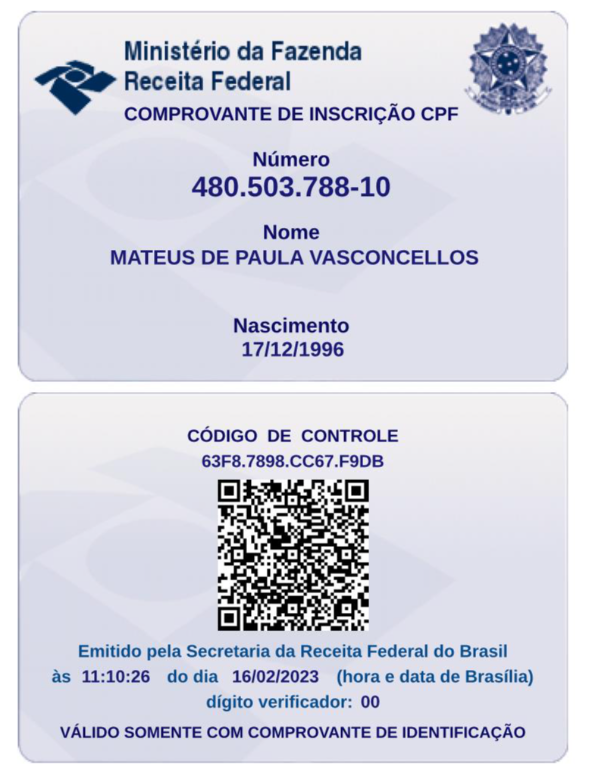 Ministério da Fazenda
Receita Federal
COMPROVANTE DE INSCRIÇÃO CPF
Número
480.503.788-10
Nome
MATEUS DE PAULA VASCONCELLOS
Nascimento
17/12/1996
CÓDIGO DE CONTROLE
63F8.7898.CC67.F9DB
Emitido pela Secretaria da Receita Federal do Brasil
às 11:10:26 do dia 16/02/2023 (hora e data de Brasília)
dígito verificador: 00
VÁLIDO SOMENTE COM COMPROVANTE DE IDENTIFICAÇÃO